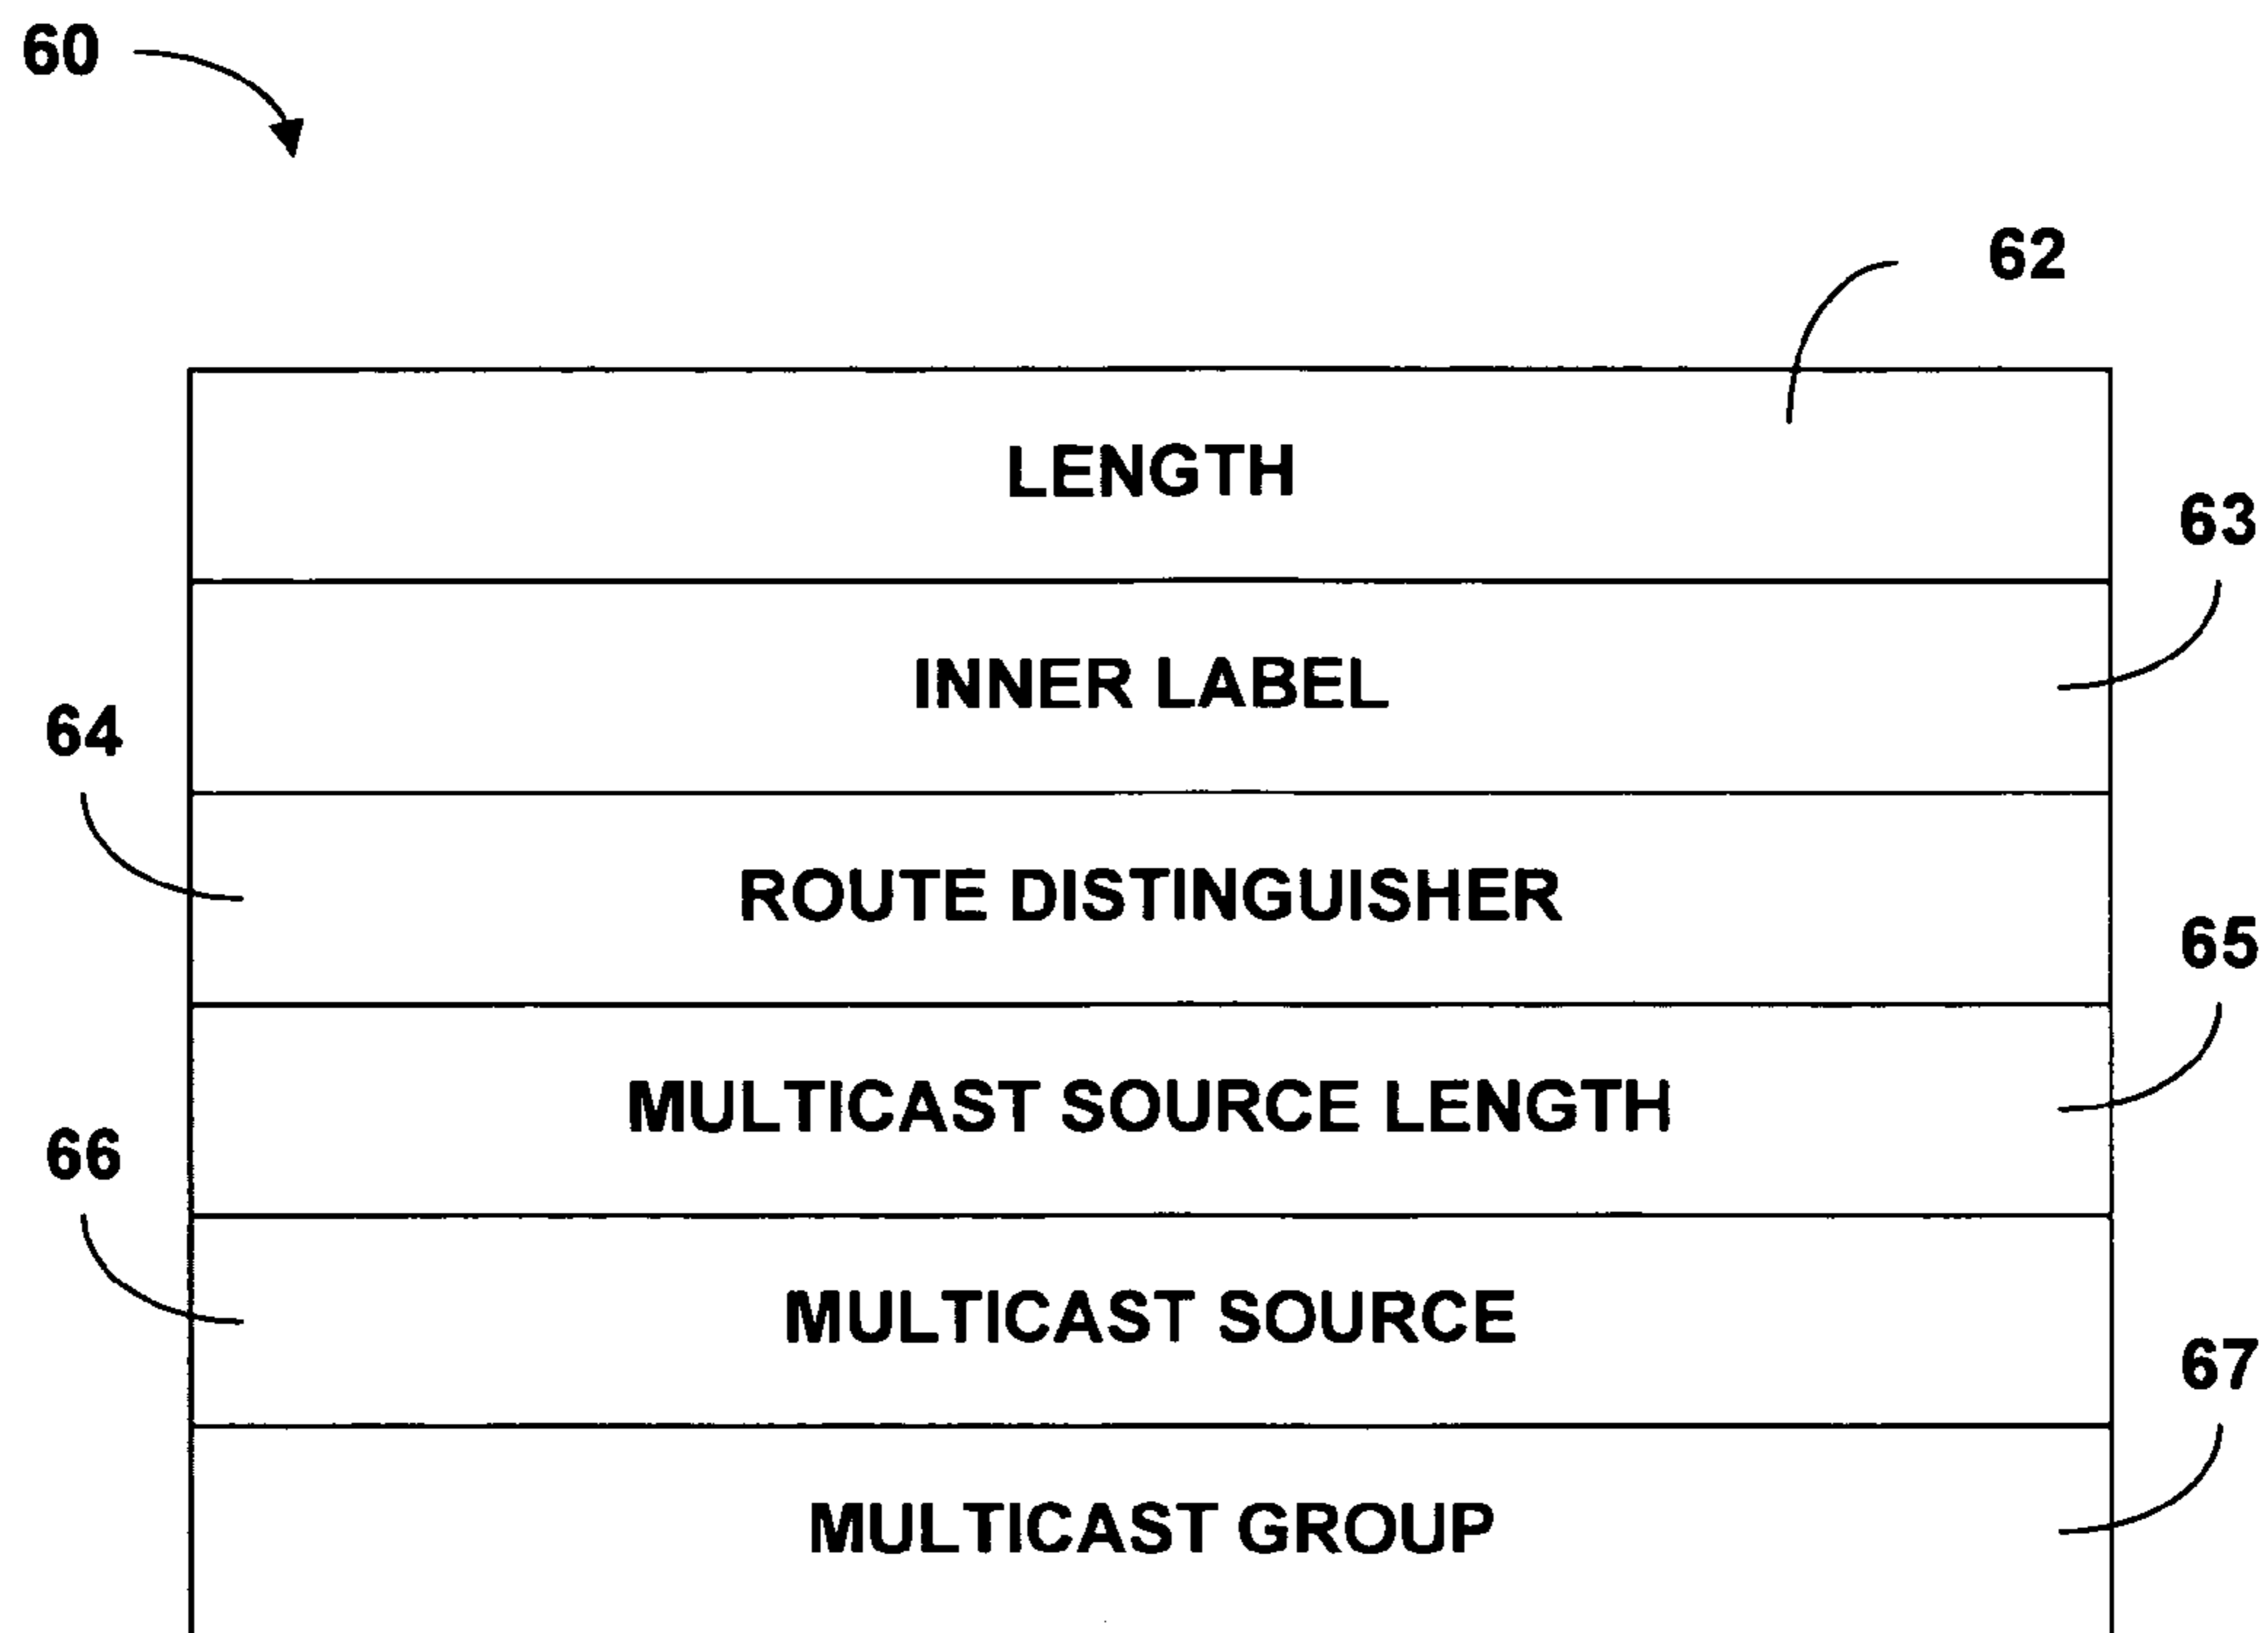 60
62
LENGTH
63
INNER LABEL
64
ROUTE DISTINGUISHER
65
MULTICAST SOURCE LENGTH
66
MULTICAST SOURCE
67
MULTICAST GROUP